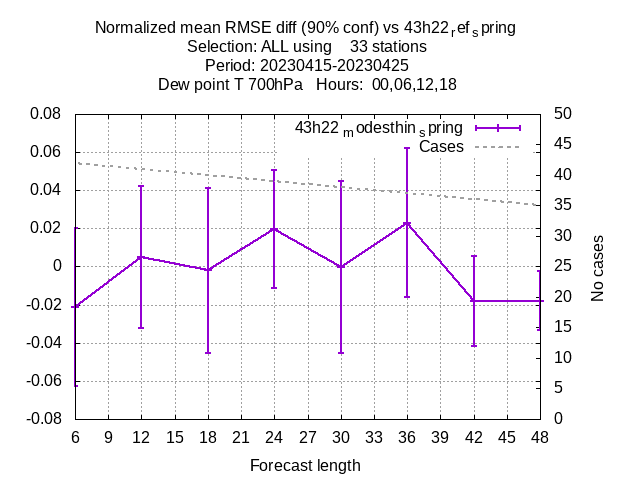 Normalized mean RMSE diff (90% conf) vs 43h22_ref_spring
Selection: ALL using 33 stations
Period: 20230415-20230425
Dew point T 700hPa Hours: 00,06,12,18
43h22_modesthin_spring
Cases
0.08
0.06
0.04
0.02
0
-0.02
-0.04
-0.06
-0.08
50
45
40
35
30
25
20
15
10
5
0
No cases
6 9 12 15 18 21 24 27 30 33 36 39 42 45 48
Forecast length